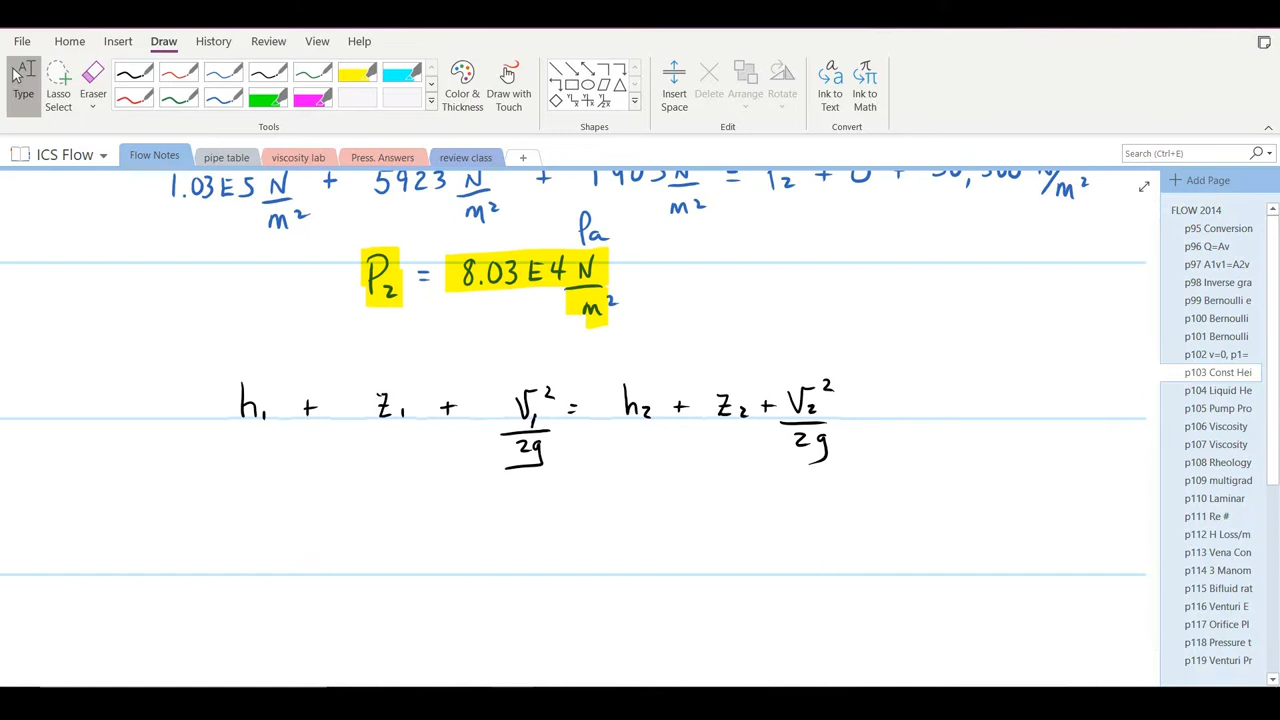 File Home Insert Draw History Review View Help
Type Lasso Select Eraser Color & Thickness Draw with Touch Insert Space Delete Arrange Rotate Ink to Text Ink to Math
Tools Shapes Edit Convert
ICS Flow Flow Notes pipe table viscosity lab Press. Answers review class + Search (Ctrl+E)
Add Page
FLOW 2014
p95 Conversion
p96 Q=Av
p97 A1v1=A2v
p98 Inverse gra
p99 Bernoulli e
p100 Bernoulli
p101 Bernoulli
p102 v=0, p1=
p103 Const Hei
p104 Liquid He
p105 Pump Pro
p106 Viscosity
p107 Viscosity
p108 Rheology
p109 multigrad
p110 Laminar
p111 Re #
p112 H Loss/m
p113 Vena Con
p114 3 Manom
p115 Bifluid rat
p116 Venturi E
p117 Orifice Pl
p118 Pressure t
p119 Venturi Pr
1.03E5 N/m² + 5923 N/m² + N/m² = P₂ + 0 + N/m²
Pa
P₂ = 8.03E4 N/m²
h₁ + z₁ + v₁²/2g = h₂ + z₂ + v₂²/2g